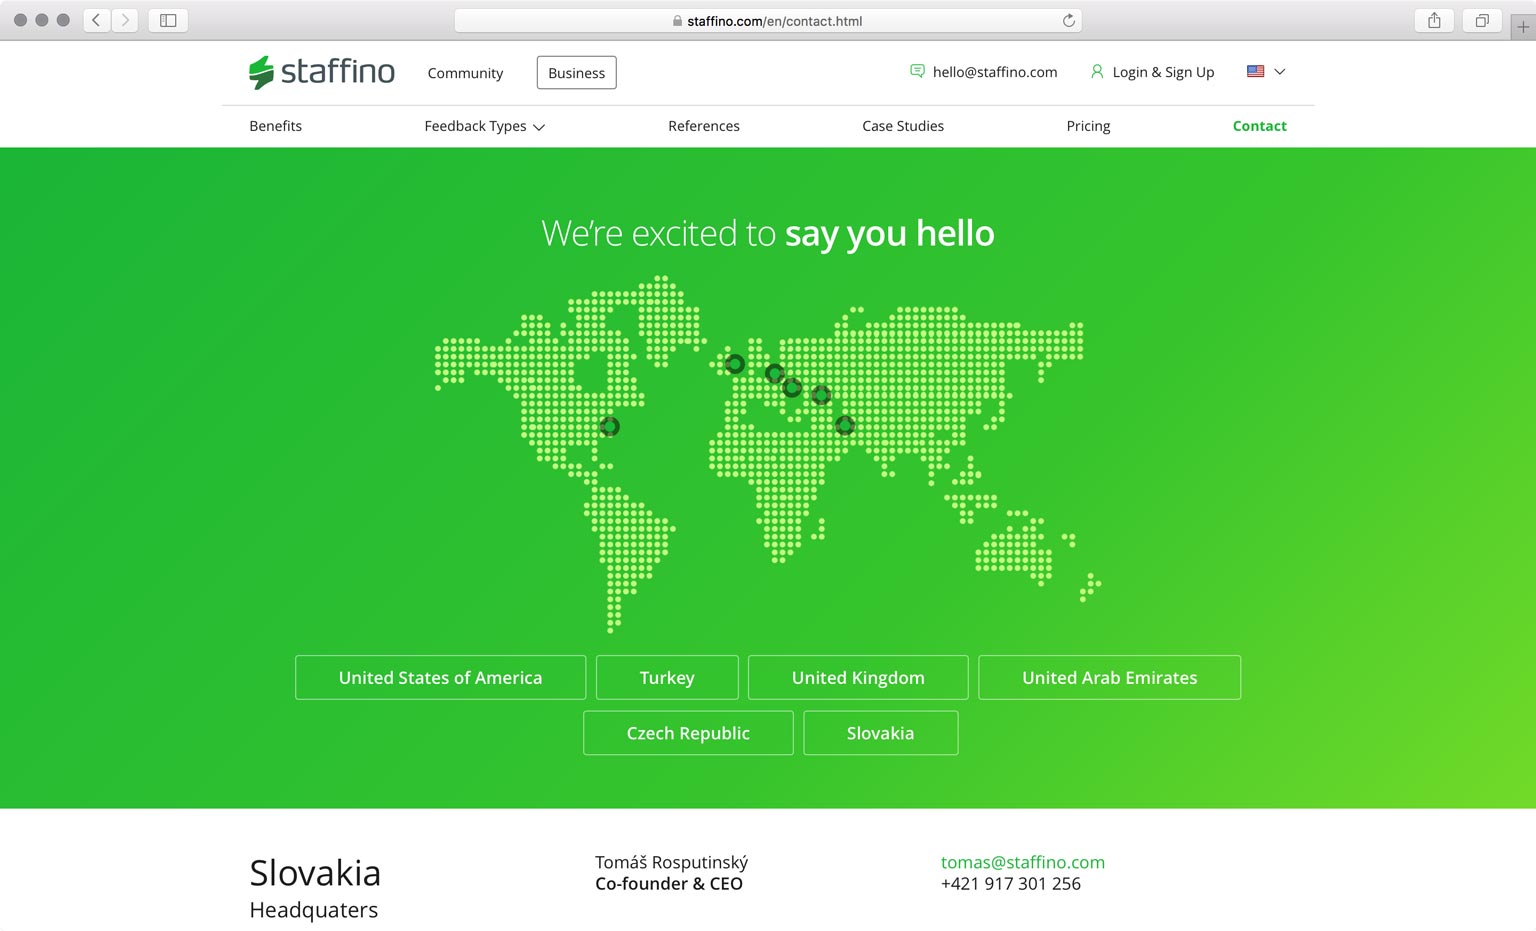 staffino.com/en/contact.html
staffino
Community
Business
hello@staffino.com
Login & Sign Up
Benefits
Feedback Types
References
Case Studies
Pricing
Contact
We’re excited to say you hello
United States of America
Turkey
United Kingdom
United Arab Emirates
Czech Republic
Slovakia
Slovakia
Headquaters
Tomáš Rosputinský
Co-founder & CEO
tomas@staffino.com
+421 917 301 256